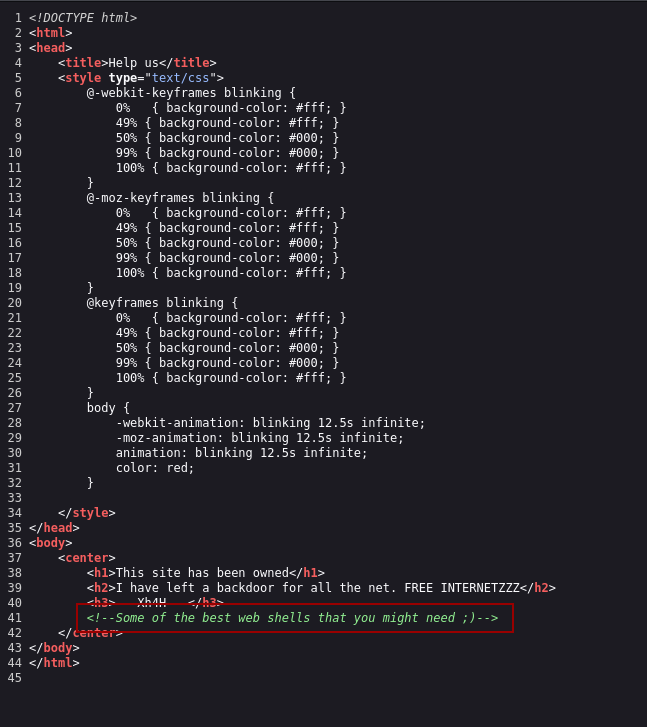 1 <!DOCTYPE html>
2 <html>
3 <head>
4     <title>Help us</title>
5     <style type="text/css">
6         @-webkit-keyframes blinking {
7             0%   { background-color: #fff; }
8             49% { background-color: #fff; }
9             50% { background-color: #000; }
10             99% { background-color: #000; }
11             100% { background-color: #fff; }
12         }
13         @-moz-keyframes blinking {
14             0%   { background-color: #fff; }
15             49% { background-color: #fff; }
16             50% { background-color: #000; }
17             99% { background-color: #000; }
18             100% { background-color: #fff; }
19         }
20         @keyframes blinking {
21             0%   { background-color: #fff; }
22             49% { background-color: #fff; }
23             50% { background-color: #000; }
24             99% { background-color: #000; }
25             100% { background-color: #fff; }
26         }
27         body {
28             -webkit-animation: blinking 12.5s infinite;
29             -moz-animation: blinking 12.5s infinite;
30             animation: blinking 12.5s infinite;
31             color: red;
32         }
33
34     </style>
35 </head>
36 <body>
37     <center>
38         <h1>This site has been owned</h1>
39         <h2>I have left a backdoor for all the net. FREE INTERNETZZZ</h2>
40         <h3>   Xh4H   </h3>
41         <!--Some of the best web shells that you might need ;)-->
42     </center>
43 </body>
44 </html>
45